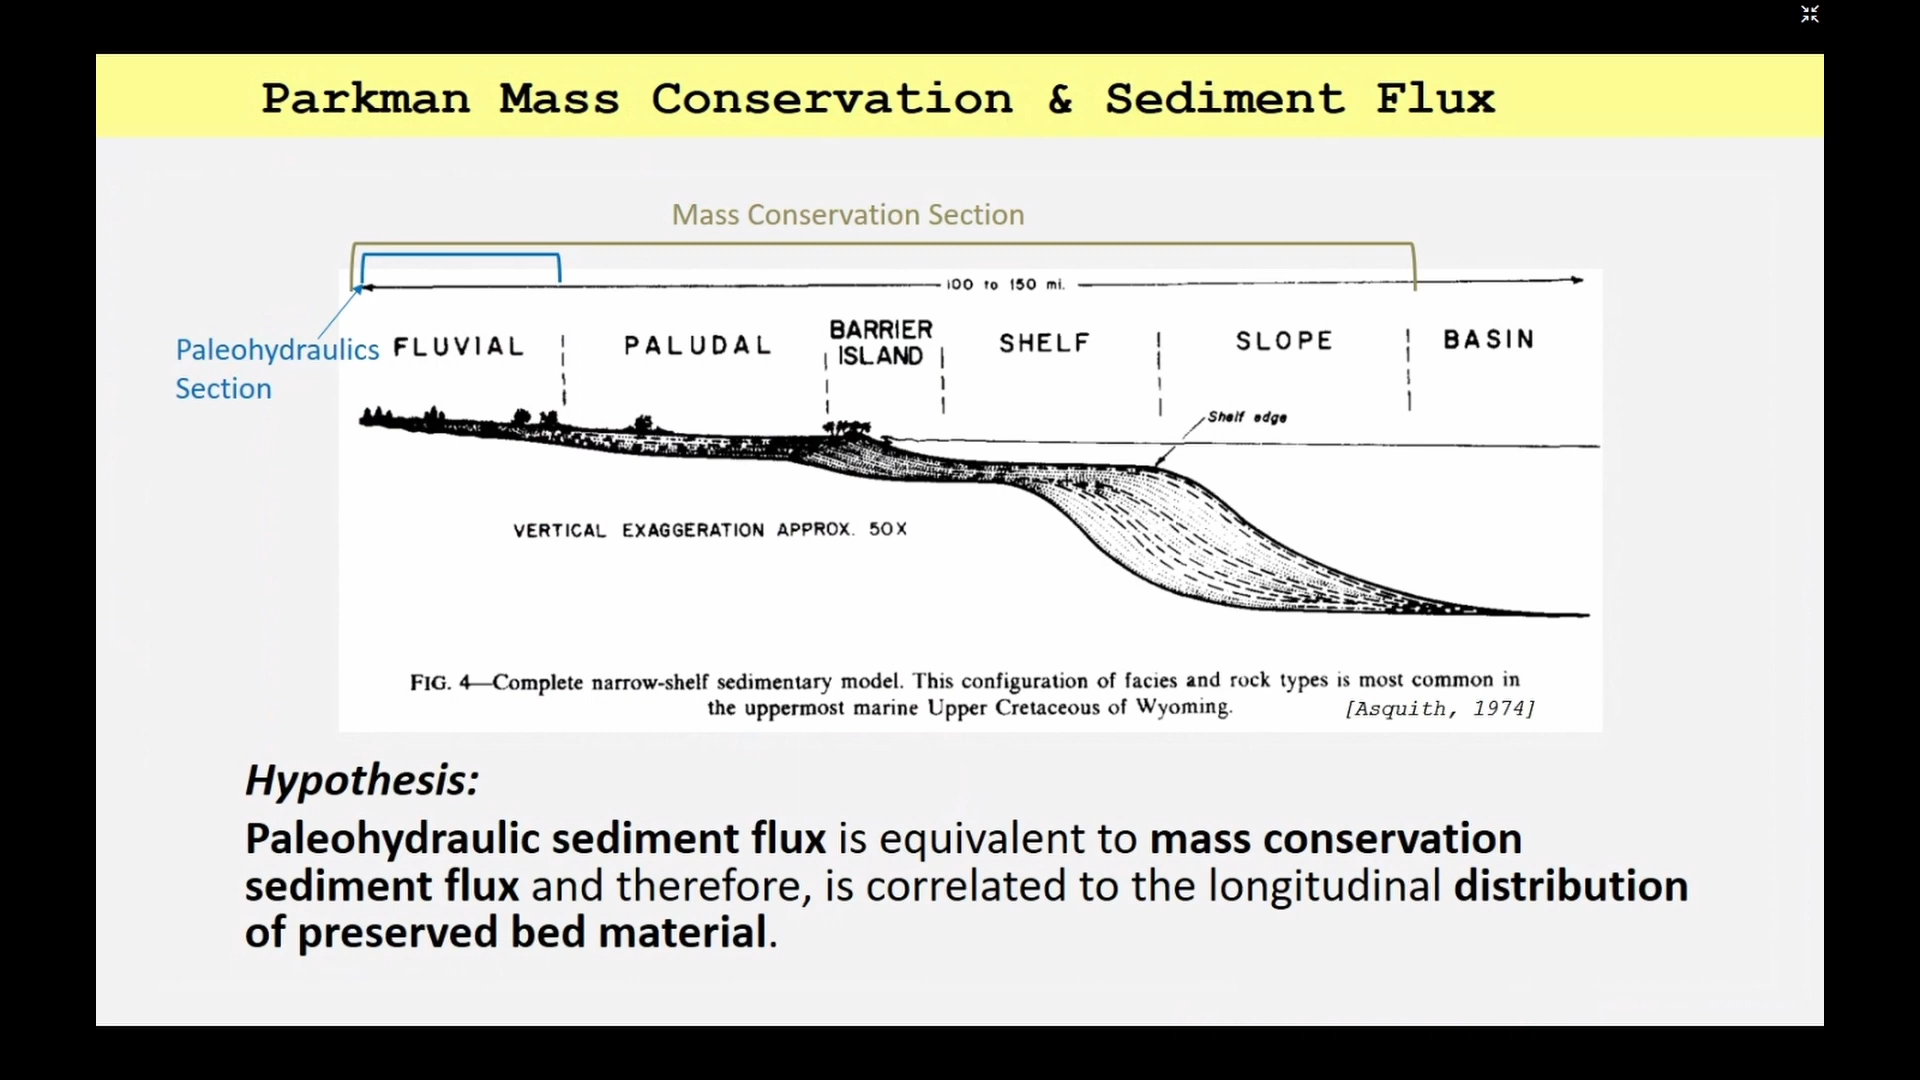 Parkman Mass Conservation & Sediment Flux
Mass Conservation Section
100 to 150 mi.
Paleohydraulics
Section
FLUVIAL
PALUDAL
BARRIER
ISLAND
SHELF
SLOPE
BASIN
Shelf edge
VERTICAL EXAGGERATION APPROX. 50X
FIG. 4—Complete narrow-shelf sedimentary model. This configuration of facies and rock types is most common in
the uppermost marine Upper Cretaceous of Wyoming.
[Asquith, 1974]
Hypothesis:
Paleohydraulic sediment flux is equivalent to mass conservation
sediment flux and therefore, is correlated to the longitudinal distribution
of preserved bed material.